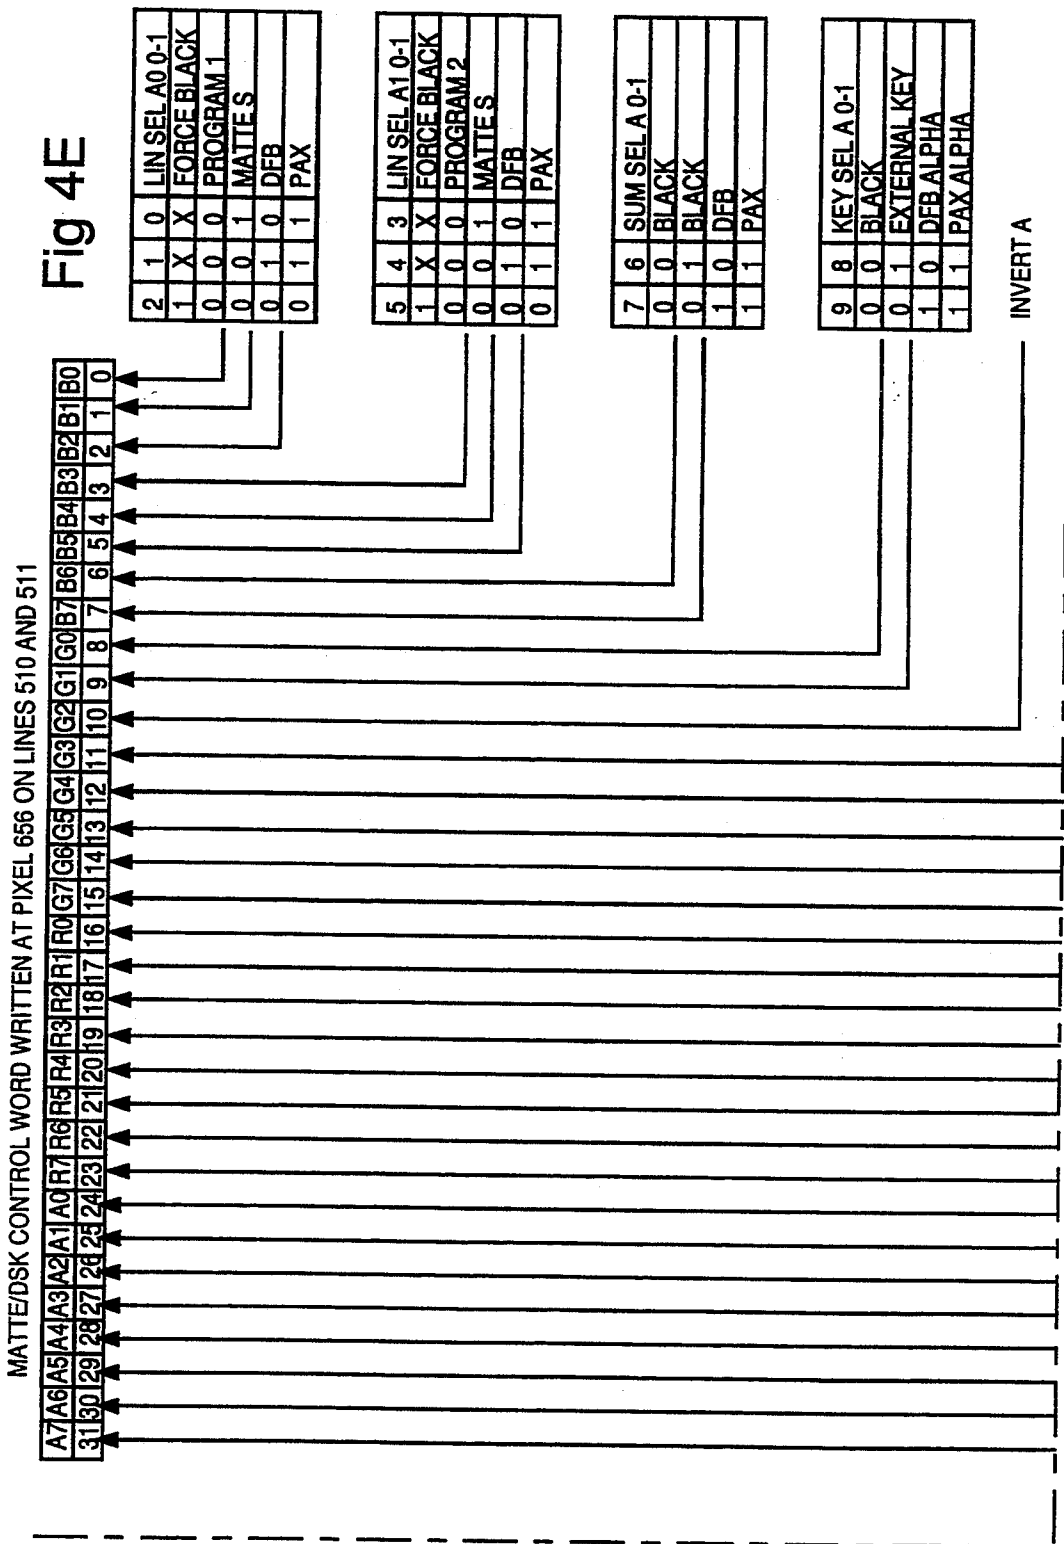 Fig 4E
MATTE/DSK CONTROL WORD WRITTEN AT PIXEL 656 ON LINES 510 AND 511
A7 A6 A5 A4 A3 A2 A1 A0 R7 R6 R5 R4 R3 R2 R1 R0 G7 G6 G5 G4 G3 G2 G1 G0 B7 B6 B5 B4 B3 B2 B1 B0
31 30 29 28 27 26 25 24 23 22 21 20 19 18 17 16 15 14 13 12 11 10 9 8 7 6 5 4 3 2 1 0
2 1 0 LIN SEL A0 0-1
1 X X FORCE BLACK
0 0 0 PROGRAM 1
0 0 1 MATTE S
0 1 0 DFB
0 1 1 PAX
5 4 3 LIN SEL A1 0-1
1 X X FORCE BLACK
0 0 0 PROGRAM 2
0 0 1 MATTE S
0 1 0 DFB
0 1 1 PAX
7 6 SUM SEL A 0-1
0 0 BLACK
0 1 BLACK
1 0 DFB
1 1 PAX
9 8 KEY SEL A 0-1
0 0 BLACK
0 1 EXTERNAL KEY
1 0 DFB ALPHA
1 1 PAX ALPHA
INVERT A